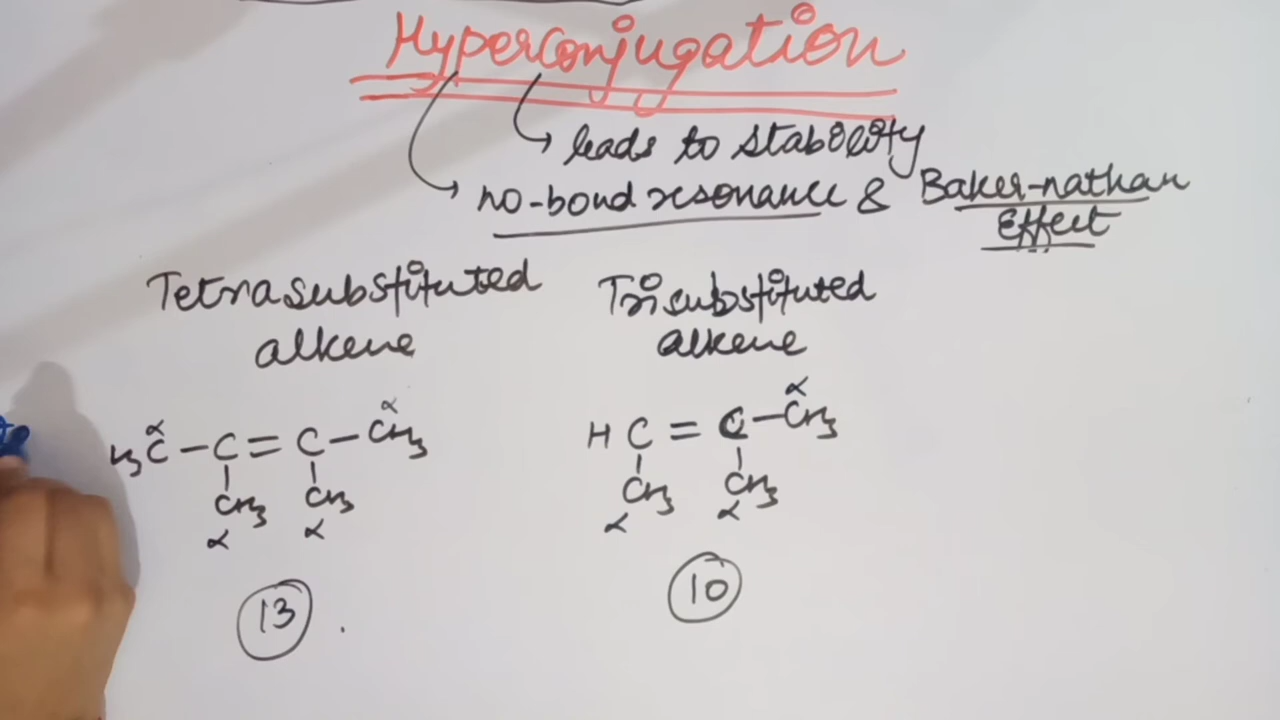 Hyperconjugation
leads to stability
no-bond resonance & Baker-nathan
Effect
Tetrasubstituted
alkene
Trisubstituted
alkene
α α
H3C - C = C - CH3
CH3 CH3
α α
α
H C = C - CH3
CH3 CH3
α α
13 .
10